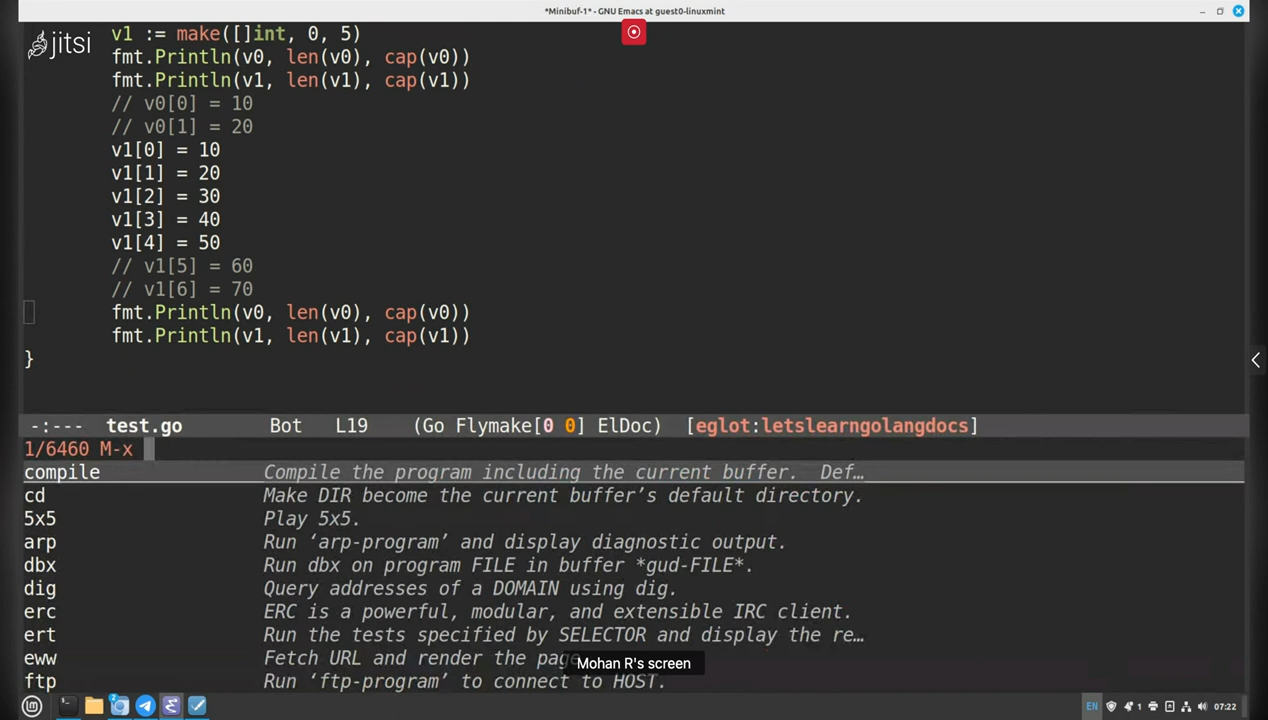 *Minibuf-1* - GNU Emacs at guest0-linuxmint
jitsi
v1 := make([]int, 0, 5)
fmt.Println(v0, len(v0), cap(v0))
fmt.Println(v1, len(v1), cap(v1))
// v0[0] = 10
// v0[1] = 20
v1[0] = 10
v1[1] = 20
v1[2] = 30
v1[3] = 40
v1[4] = 50
// v1[5] = 60
// v1[6] = 70
fmt.Println(v0, len(v0), cap(v0))
fmt.Println(v1, len(v1), cap(v1))
}
-:--- test.go Bot L19 (Go Flymake[0 0] ElDoc) [eglot:letslearngolangdocs]
1/6460 M-x
compile Compile the program including the current buffer. Def…
cd Make DIR become the current buffer’s default directory.
5x5 Play 5x5.
arp Run ‘arp-program’ and display diagnostic output.
dbx Run dbx on program FILE in buffer *gud-FILE*.
dig Query addresses of a DOMAIN using dig.
erc ERC is a powerful, modular, and extensible IRC client.
ert Run the tests specified by SELECTOR and display the re…
eww Fetch URL and render the page
Mohan R's screen
ftp Run ‘ftp-program’ to connect to HOST.
2 EN 1 07:22